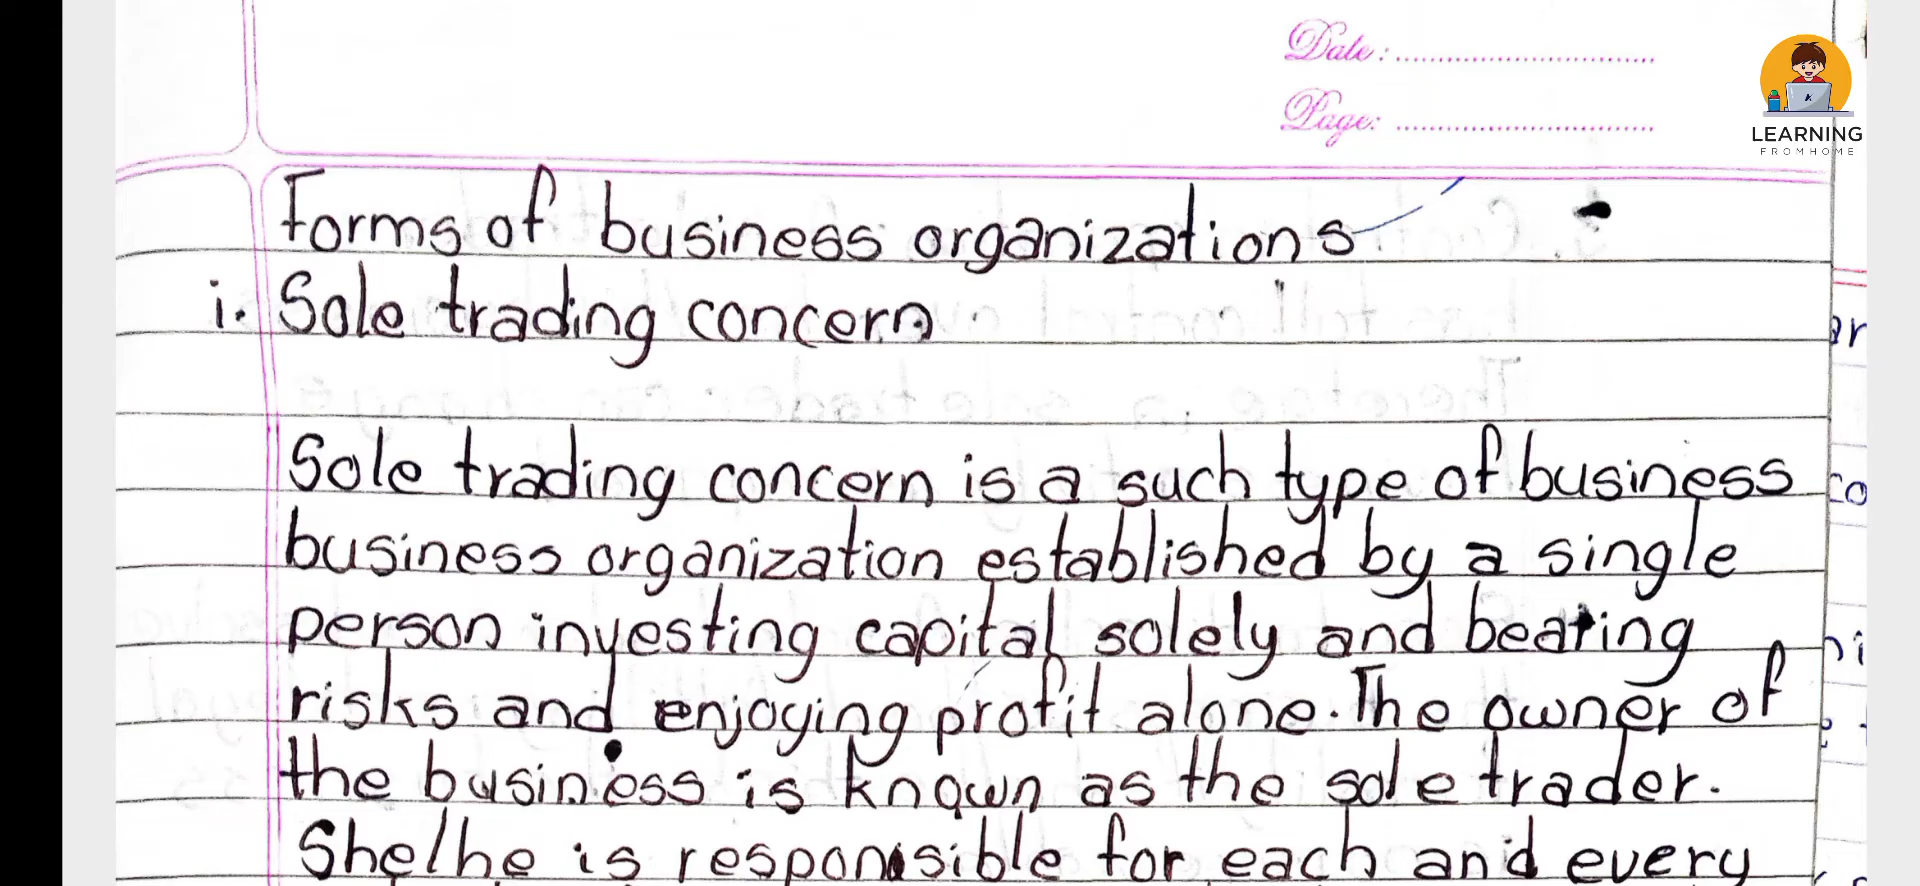 Date:
Page:
LEARNING
FROMHOME
Forms of business organizations
i. Sole trading concern
Sole trading concern is a such type of business
business organization established by a single
person investing capital solely and bearing
risks and enjoying profit alone. The owner of
the business is known as the sole trader.
She/he is responsible for each and every